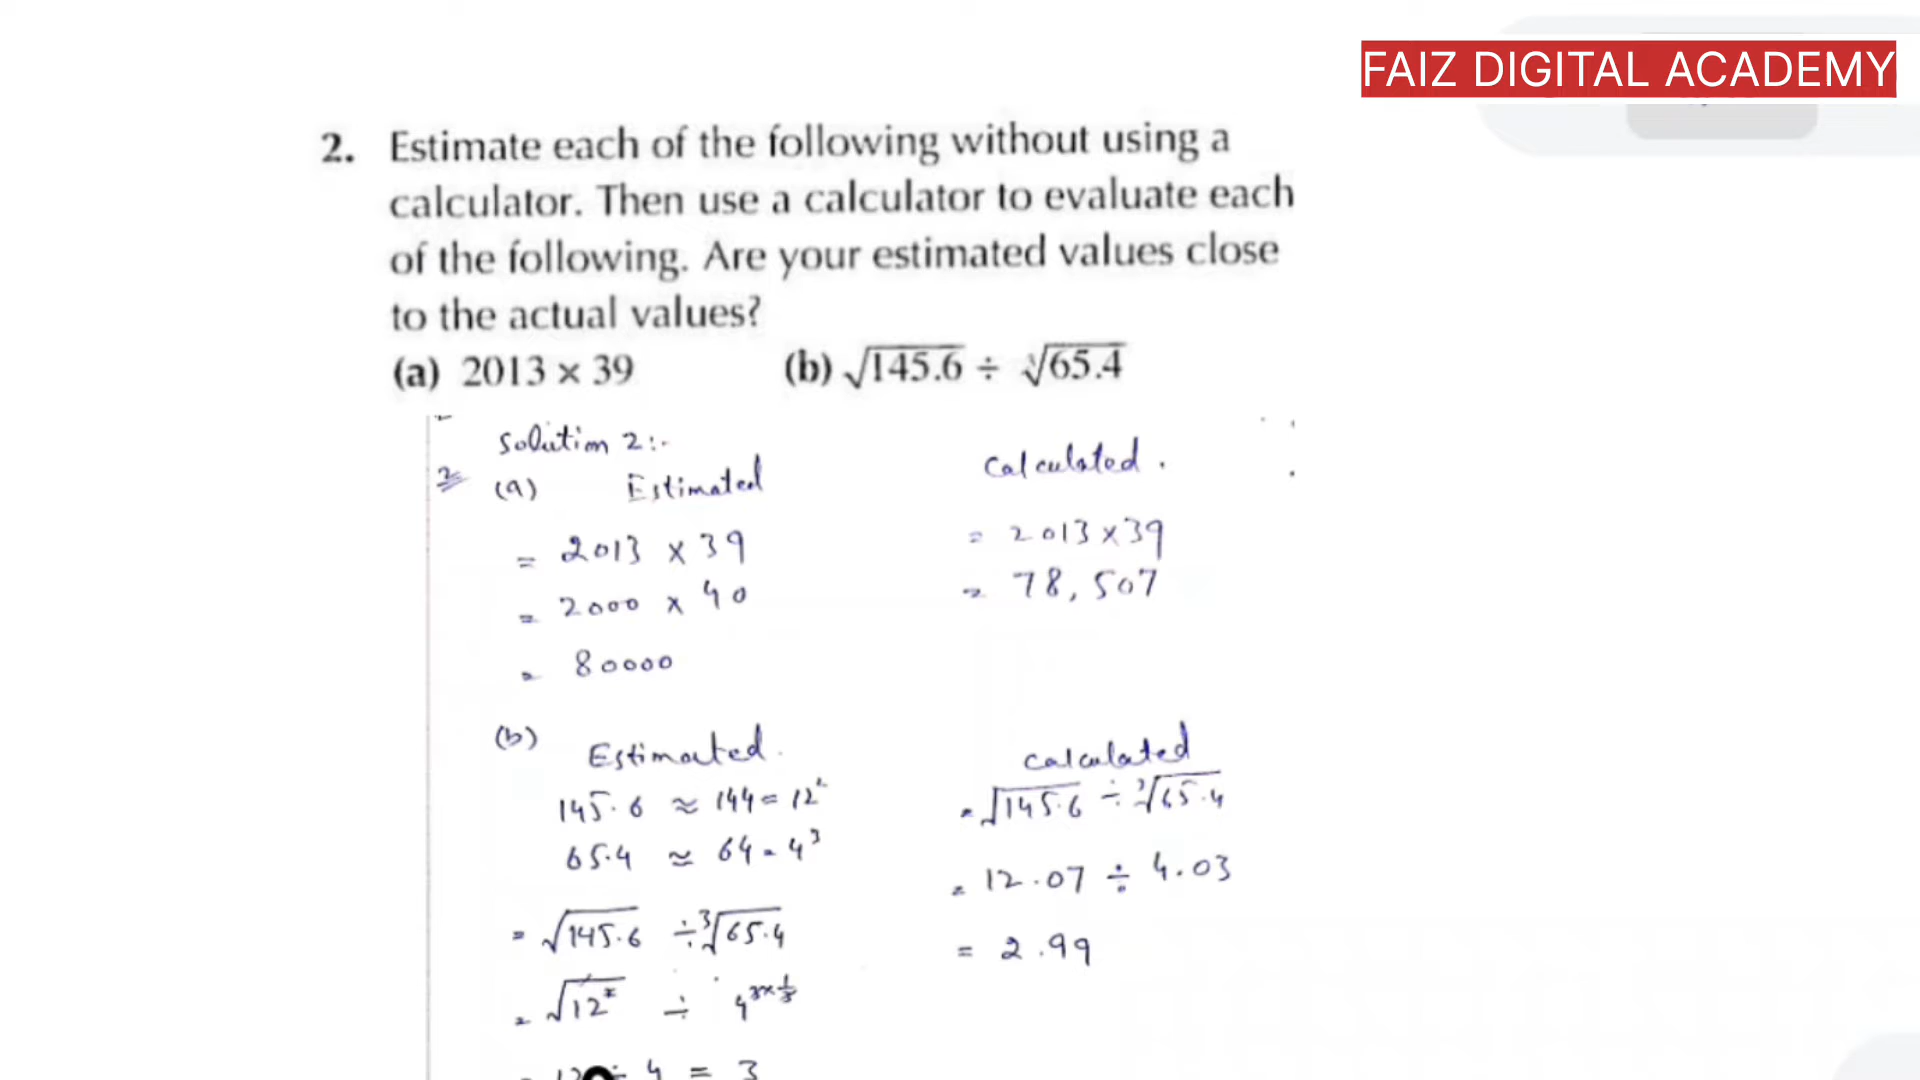 FAIZ DIGITAL ACADEMY
2. Estimate each of the following without using a
calculator. Then use a calculator to evaluate each
of the following. Are your estimated values close
to the actual values?
(a) 2013 × 39 (b) √145.6 ÷ ∛65.4
Solution 2:-
2 (a) Estimated Calculated.
= 2013 × 39 = 2013 × 39
= 2000 × 40 = 78,507
= 80000
(b) Estimated. Calculated
145.6 ≈ 144 = 12² = √145.6 ÷ ∛65.4
65.4 ≈ 64 = 4³ = 12.07 ÷ 4.03
= √145.6 ÷ ∛65.4 = 2.99
= √12² ÷ 4^(3×1/3)
= 12 ÷ 4 = 3